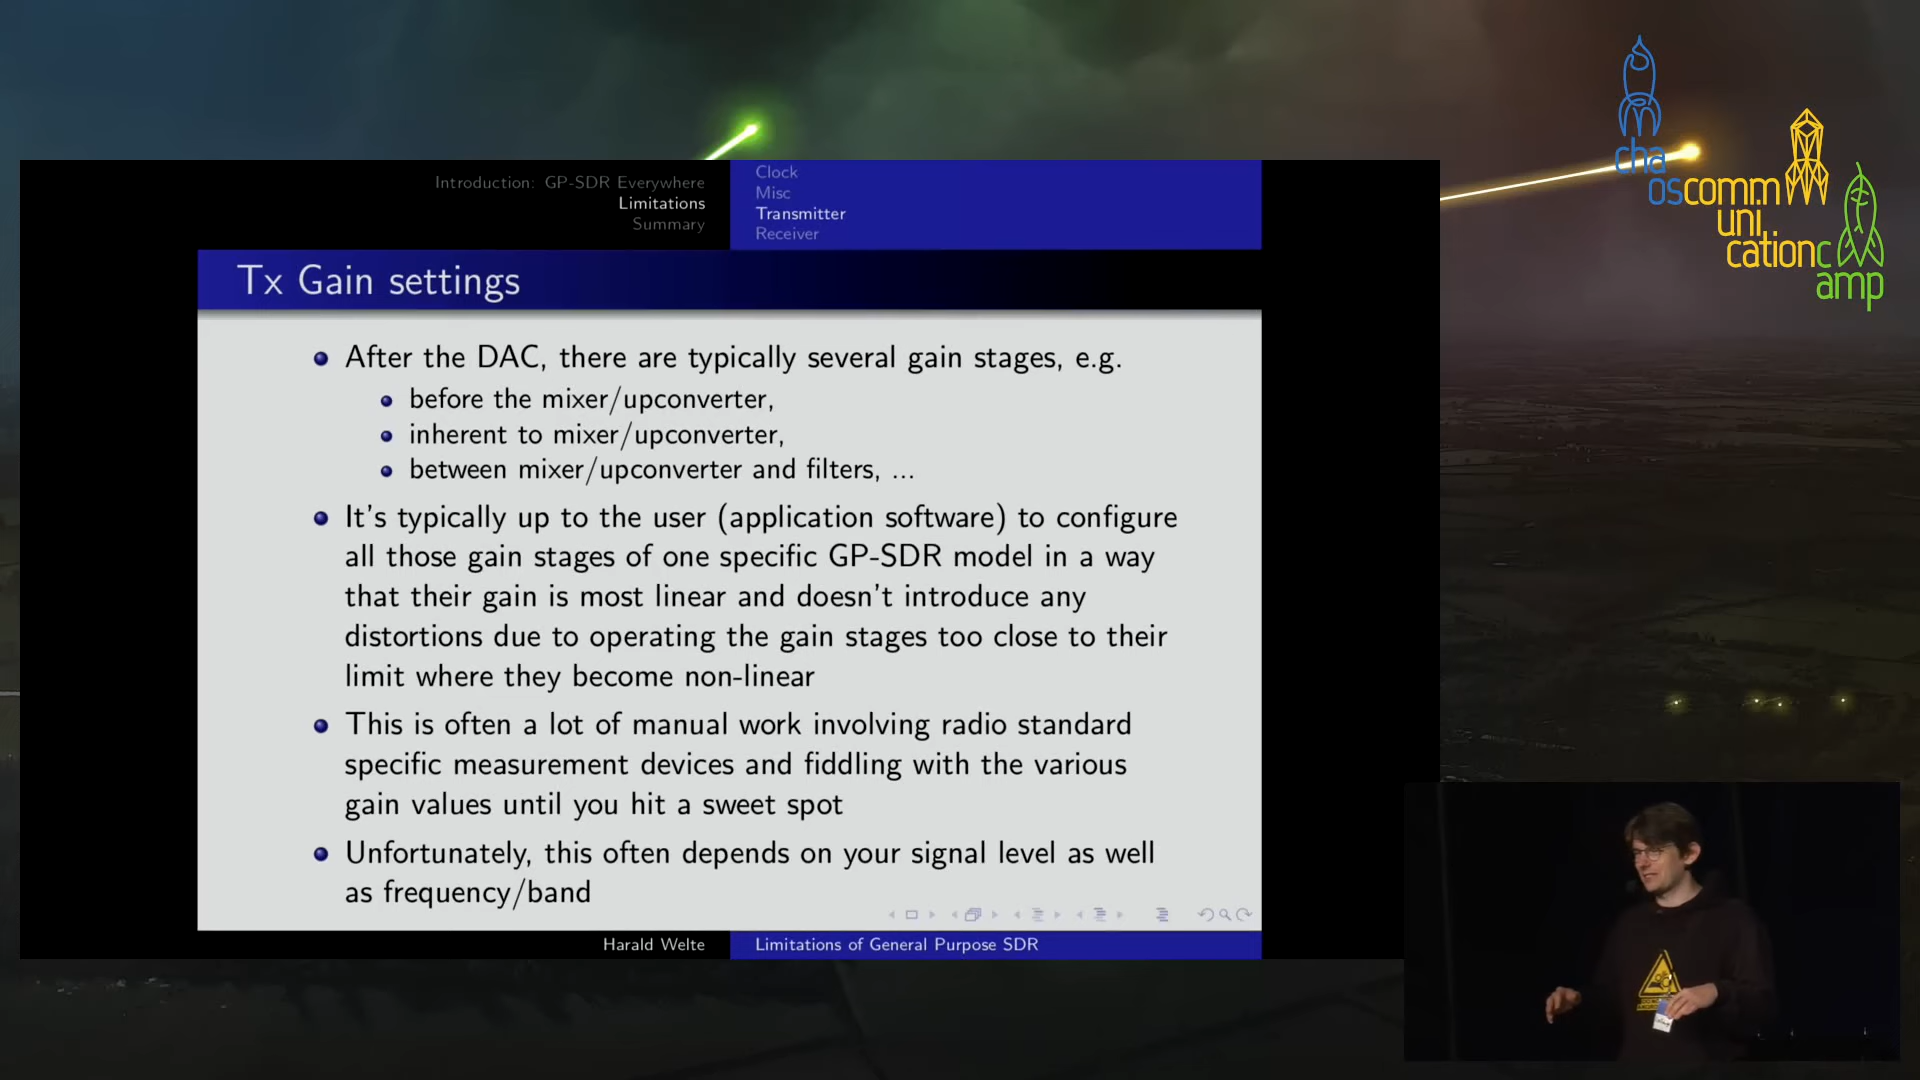 Introduction: GP-SDR Everywhere
Limitations
Summary
Clock
Misc
Transmitter
Receiver
Tx Gain settings
After the DAC, there are typically several gain stages, e.g.
before the mixer/upconverter,
inherent to mixer/upconverter,
between mixer/upconverter and filters, ...
It's typically up to the user (application software) to configure
all those gain stages of one specific GP-SDR model in a way
that their gain is most linear and doesn't introduce any
distortions due to operating the gain stages too close to their
limit where they become non-linear
This is often a lot of manual work involving radio standard
specific measurement devices and fiddling with the various
gain values until you hit a sweet spot
Unfortunately, this often depends on your signal level as well
as frequency/band
Harald Welte
Limitations of General Purpose SDR
cha
oscomm
uni
cationc
amp